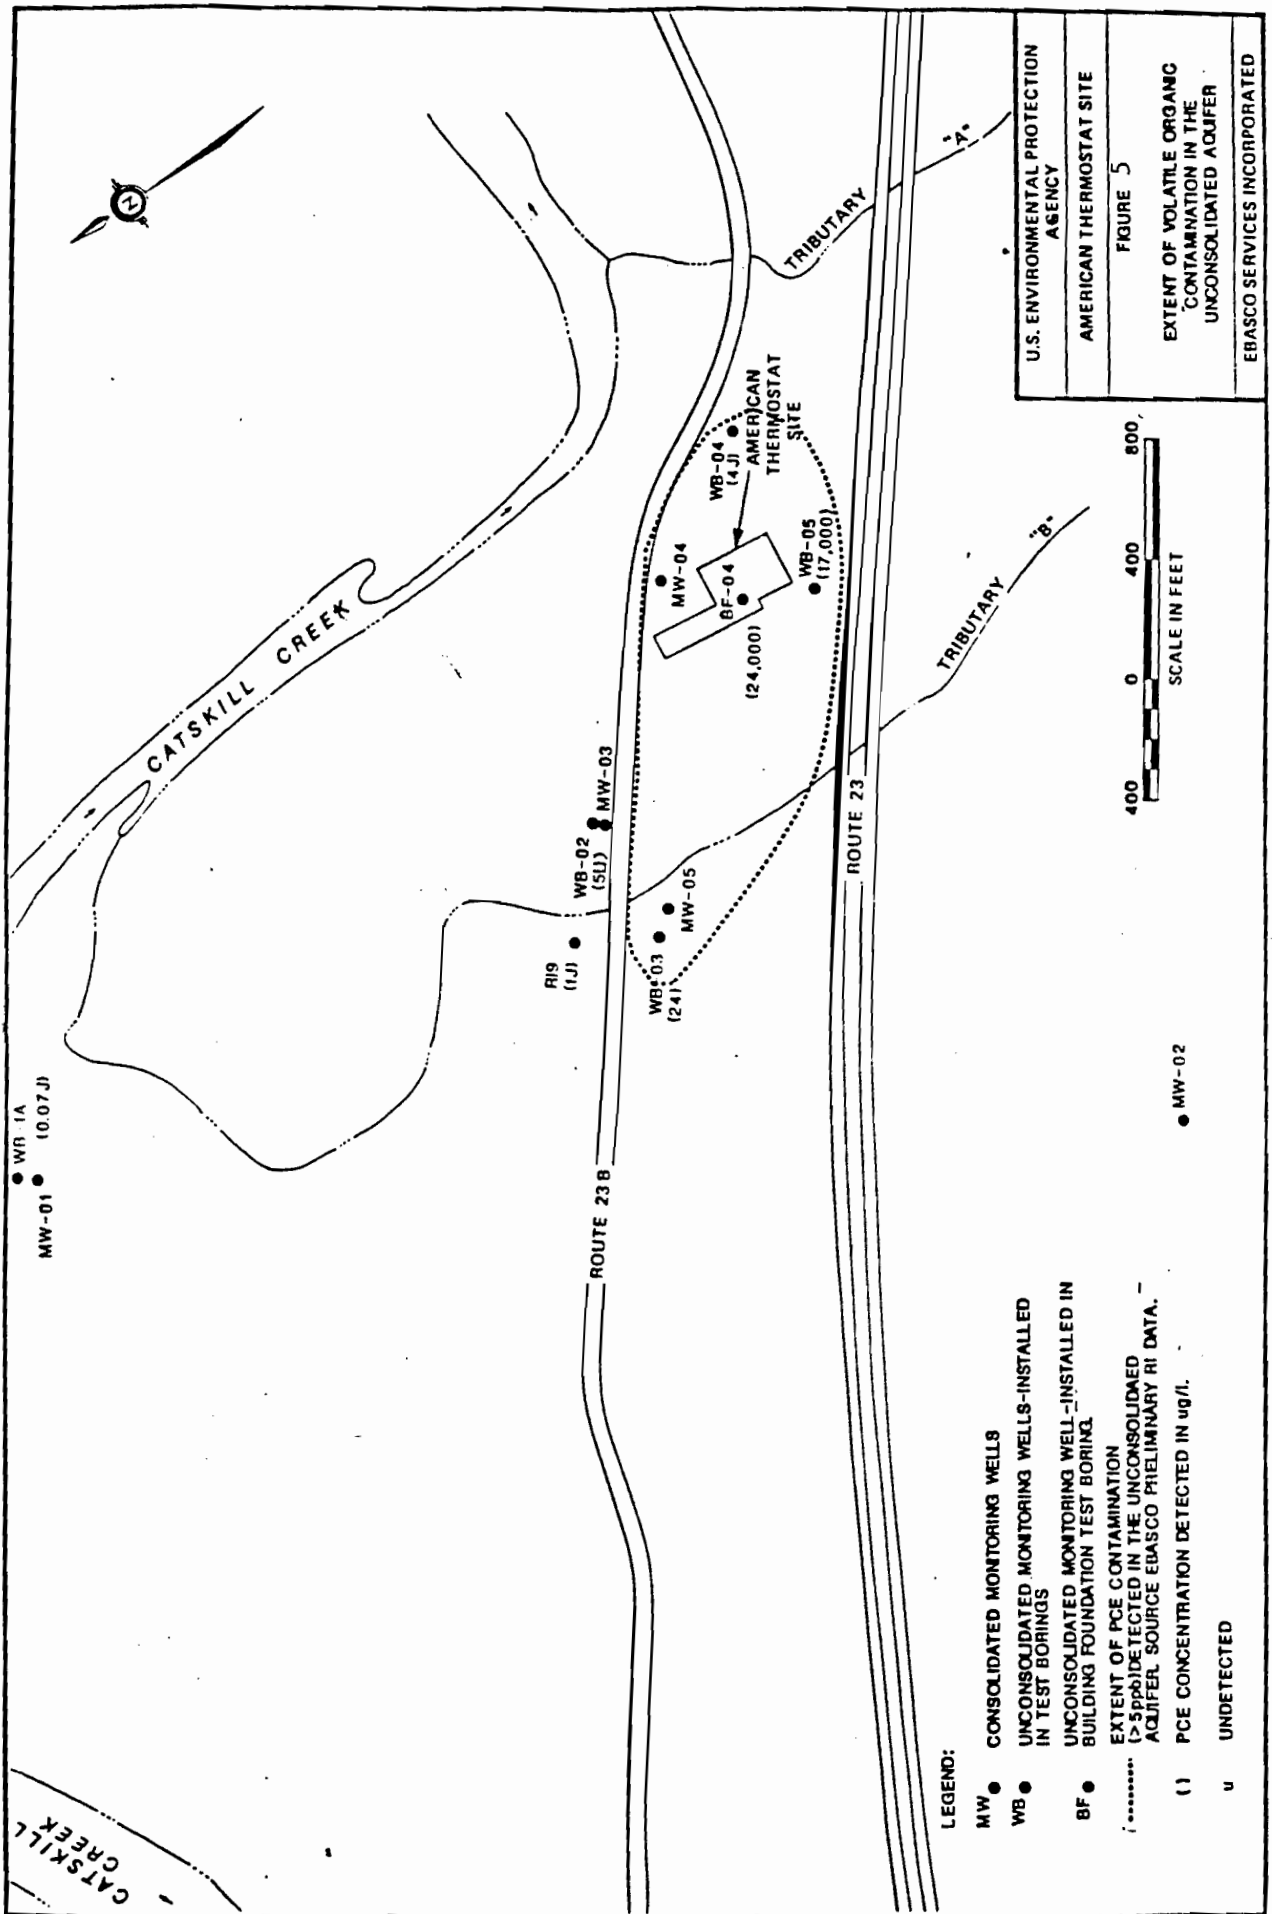 WB 1A
(0.07J)
MW-01
CATSKILL CREEK
CATSKILL
CREEK
N
R19
(1J)
WB-02
(5U)
MW-03
WB-03
(24)
MW-05
MW-04
BF-04
(24,000)
WB-04
(4J)
AMERICAN
THERMOSTAT
SITE
WB-05
(17,000)
TRIBUTARY "A"
TRIBUTARY "B"
ROUTE 23B
ROUTE 23
MW-02
LEGEND:
MW CONSOLIDATED MONITORING WELLS
WB UNCONSOLIDATED MONITORING WELLS-INSTALLED
IN TEST BORINGS
BF UNCONSOLIDATED MONITORING WELL-INSTALLED IN
BUILDING FOUNDATION TEST BORING.
EXTENT OF PCE CONTAMINATION
(>5ppb)DETECTED IN THE UNCONSOLIDAED
AQUIFER. SOURCE EBASCO PRELIMINARY RI DATA.
() PCE CONCENTRATION DETECTED IN ug/l.
u UNDETECTED
400 0 400 800
SCALE IN FEET
U.S. ENVIRONMENTAL PROTECTION
AGENCY
AMERICAN THERMOSTAT SITE
FIGURE 5
EXTENT OF VOLATILE ORGANIC
CONTAMINATION IN THE
UNCONSOLIDATED AQUIFER
EBASCO SERVICES INCORPORATED